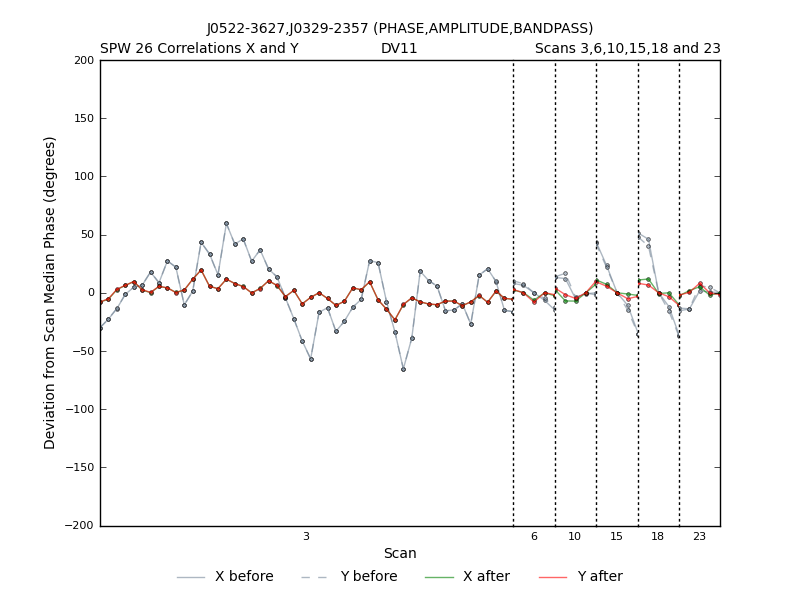 J0522-3627,J0329-2357 (PHASE,AMPLITUDE,BANDPASS)
SPW 26 Correlations X and Y DV11 Scans 3,6,10,15,18 and 23
200
150
100
50
0
−50
−100
−150
−200
Deviation from Scan Median Phase (degrees)
3 6 10 15 18 23
Scan
X before Y before X after Y after